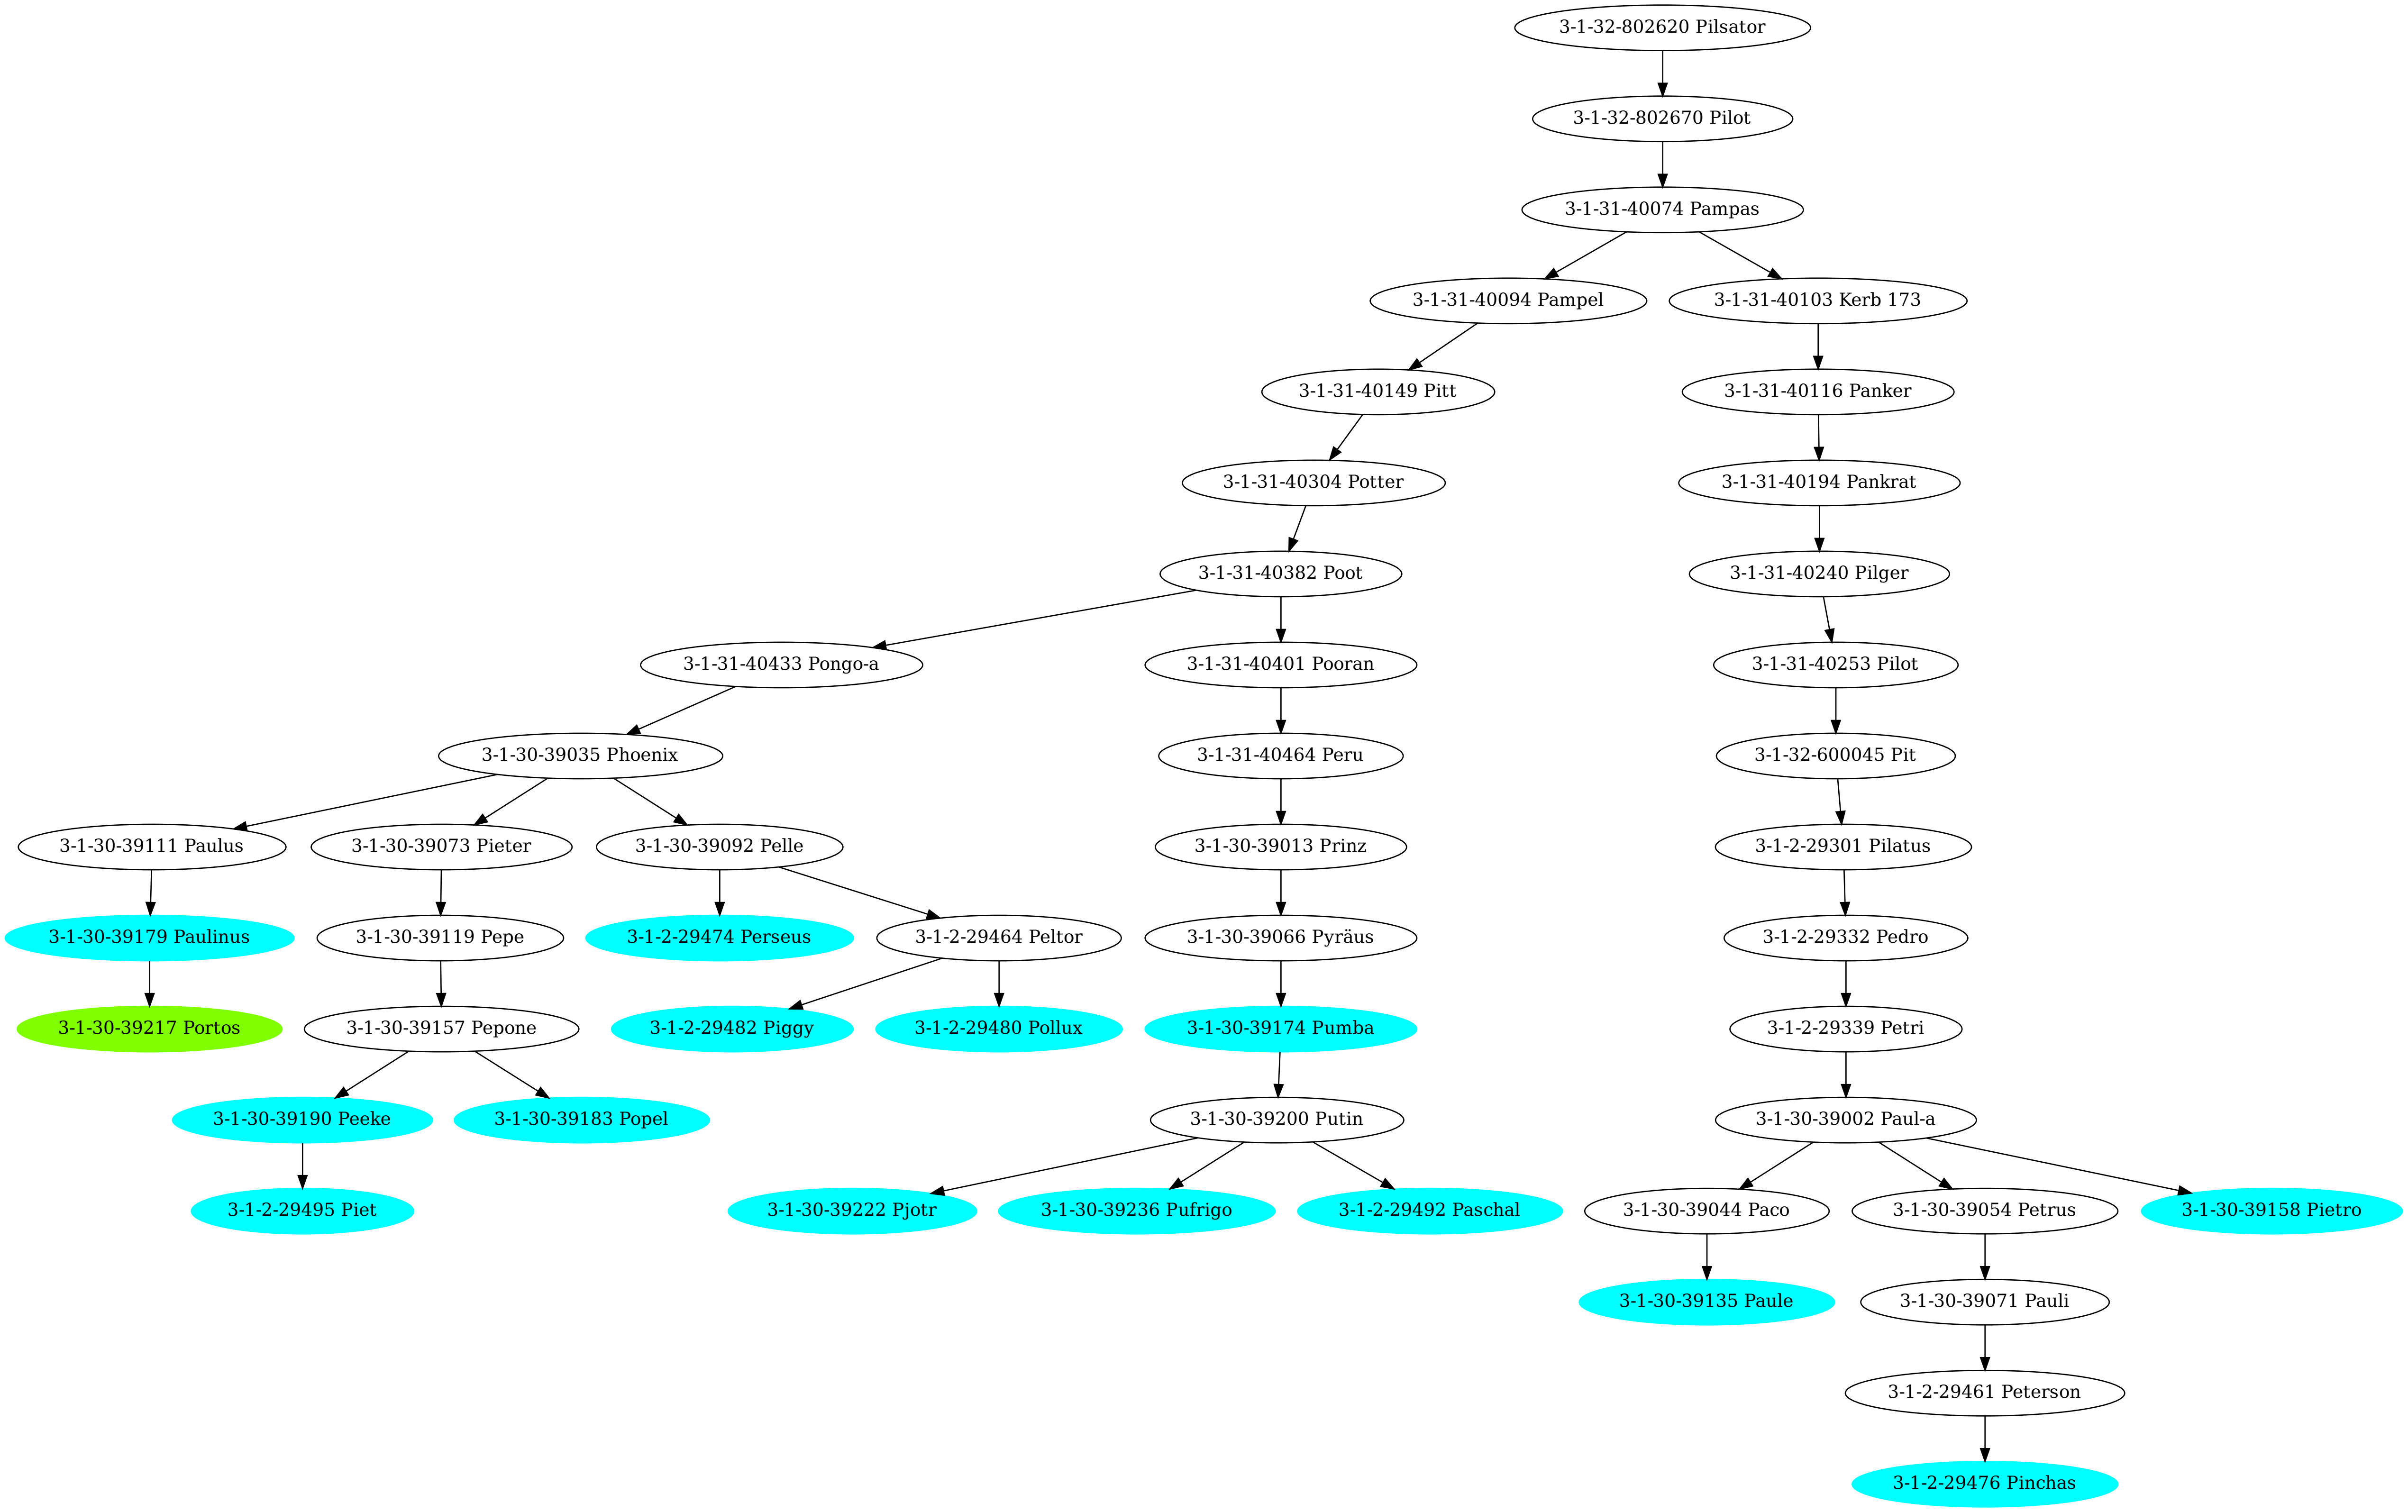 3-1-32-802620 Pilsator
3-1-32-802670 Pilot
3-1-31-40074 Pampas
3-1-31-40094 Pampel
3-1-31-40103 Kerb 173
3-1-31-40149 Pitt
3-1-31-40116 Panker
3-1-31-40304 Potter
3-1-31-40194 Pankrat
3-1-31-40382 Poot
3-1-31-40240 Pilger
3-1-31-40433 Pongo-a
3-1-31-40401 Pooran
3-1-31-40253 Pilot
3-1-30-39035 Phoenix
3-1-31-40464 Peru
3-1-32-600045 Pit
3-1-30-39111 Paulus
3-1-30-39073 Pieter
3-1-30-39092 Pelle
3-1-30-39013 Prinz
3-1-2-29301 Pilatus
3-1-30-39179 Paulinus
3-1-30-39119 Pepe
3-1-2-29474 Perseus
3-1-2-29464 Peltor
3-1-30-39066 Pyräus
3-1-2-29332 Pedro
3-1-30-39217 Portos
3-1-30-39157 Pepone
3-1-2-29482 Piggy
3-1-2-29480 Pollux
3-1-30-39174 Pumba
3-1-2-29339 Petri
3-1-30-39190 Peeke
3-1-30-39183 Popel
3-1-30-39200 Putin
3-1-30-39002 Paul-a
3-1-2-29495 Piet
3-1-30-39222 Pjotr
3-1-30-39236 Pufrigo
3-1-2-29492 Paschal
3-1-30-39044 Paco
3-1-30-39054 Petrus
3-1-30-39158 Pietro
3-1-30-39135 Paule
3-1-30-39071 Pauli
3-1-2-29461 Peterson
3-1-2-29476 Pinchas